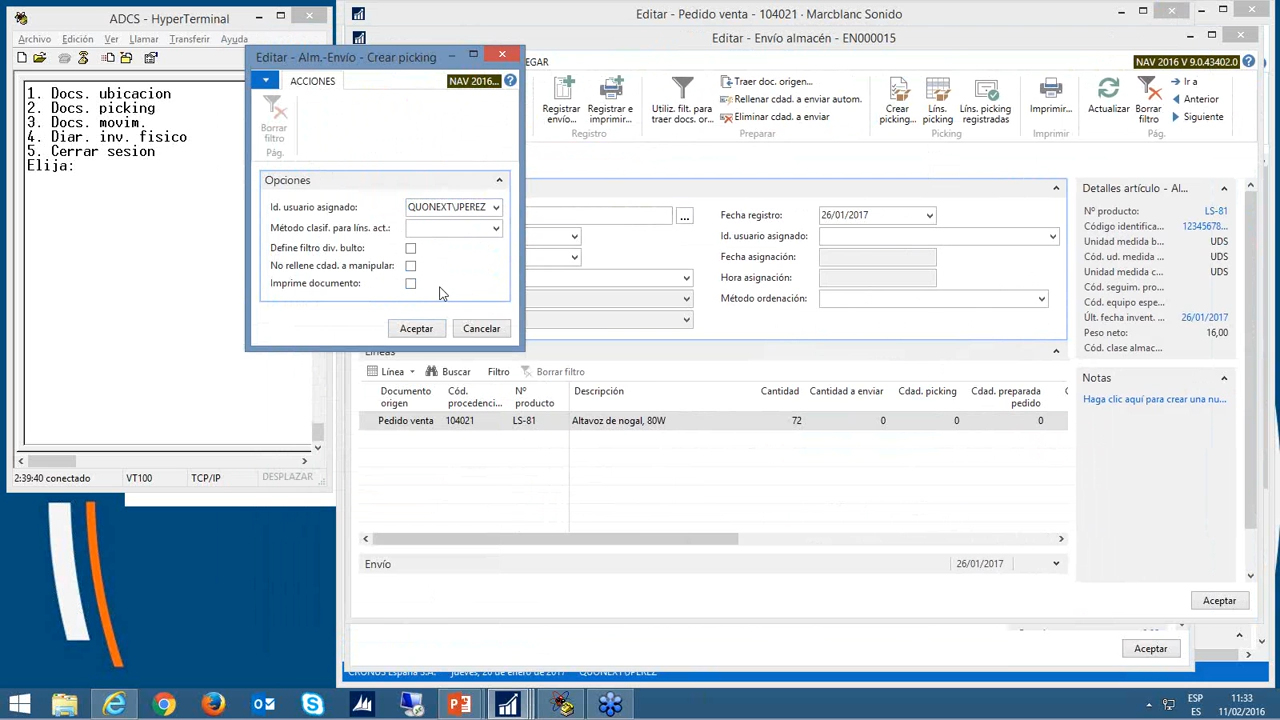 ADCS - HyperTerminal
Archivo Edición Ver Llamar Transferir Ayuda
1. Docs. ubicacion
2. Docs. picking
3. Docs. movim.
4. Diar. inv. fisico
5. Cerrar sesion
Elija:
2:39:40 conectado VT100 TCP/IP DESPLAZAR
Editar - Alm.-Envío - Crear picking
ACCIONES
NAV 2016...
Borrar filtro
Pág.
Opciones
Id. usuario asignado: QUONEXT\JPEREZ
Método clasif. para líns. act.:
Define filtro div. bulto:
No rellene cdad. a manipular:
Imprime documento:
Aceptar Cancelar
Editar - Pedido venta - 104021 - Marcblanc Sonido
Editar - Envío almacén - EN000015
EGAR
NAV 2016 V 9.0.43402.0
Registrar envío...
Registrar e imprimir...
Registro
Utiliz. filt. para traer docs. or...
Traer doc. origen...
Rellenar cdad. a enviar autom.
Eliminar cdad. a enviar
Preparar
Crear picking...
Líns. picking...
Líns. picking registradas
Picking
Imprimir...
Imprimir
Actualizar
Borrar filtro
Ir a
Anterior
Siguiente
Pág.
Fecha registro: 26/01/2017
Id. usuario asignado:
Fecha asignación:
Hora asignación:
Método ordenación:
Líneas
Línea Buscar Filtro Borrar filtro
Documento origen Cód. procedenci... Nº producto Descripción Cantidad Cantidad a enviar Cdad. picking Cdad. preparada pedido
Pedido venta 104021 LS-81 Altavoz de nogal, 80W 72 0 0 0
Envío 26/01/2017
Aceptar
Aceptar
Detalles artículo - Al...
Nº producto: LS-81
Código identifica... 12345678...
Unidad medida b... UDS
Cód. ud. medida ... UDS
Unidad medida c... UDS
Cód. seguim. pro...
Cód. equipo espe...
Últ. fecha invent. ... 26/01/2017
Peso neto: 16,00
Cód. clase almac...
Notas
Haga clic aquí para crear una nu...
CRONUS España S.A. jueves, 26 de enero de 2017 QUONEXT\JPEREZ
ESP
ES
11:33
11/02/2016